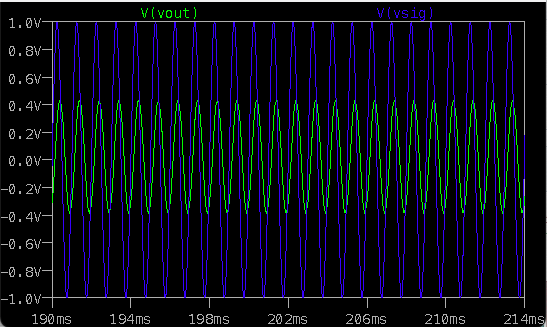 V(vout) V(vsig)
1.0V
0.8V
0.6V
0.4V
0.2V
0.0V
-0.2V
-0.4V
-0.6V
-0.8V
-1.0V
190ms 194ms 198ms 202ms 206ms 210ms 214ms